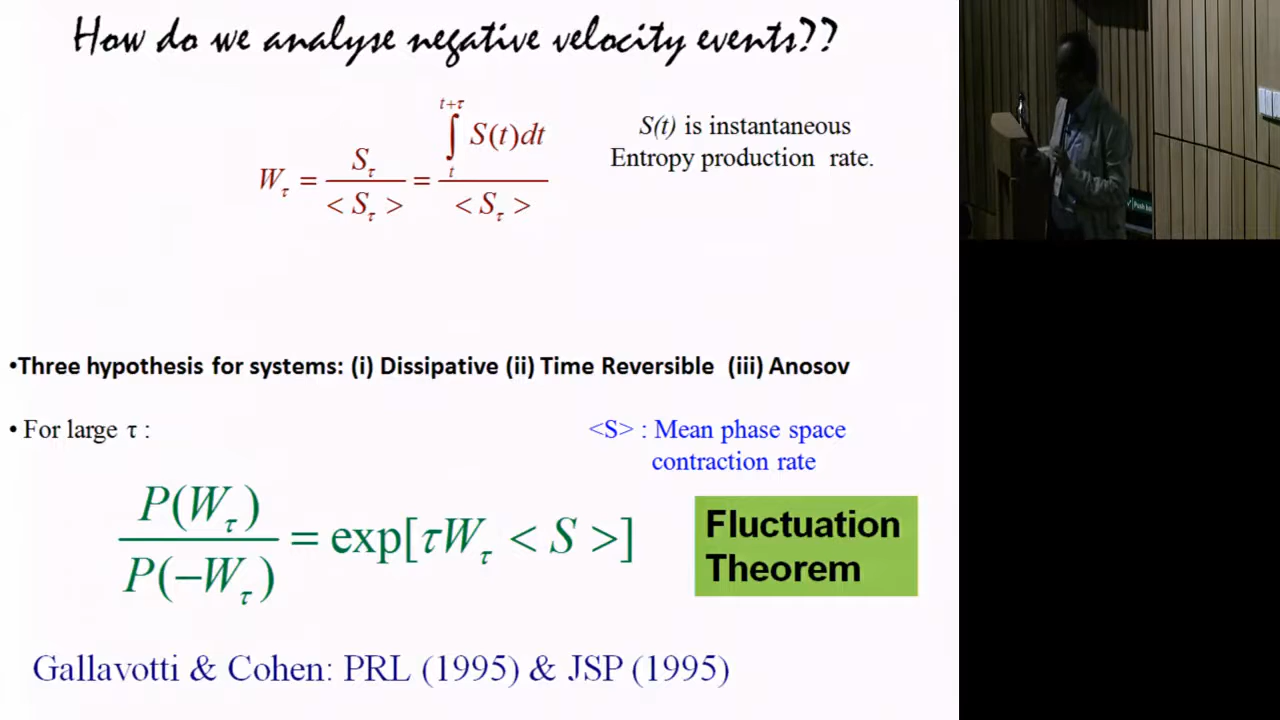 How do we analyse negative velocity events??
W_τ = S_τ / < S_τ > = ∫_t^{t+τ} S(t)dt / < S_τ >
S(t) is instantaneous
Entropy production rate.
•Three hypothesis for systems: (i) Dissipative (ii) Time Reversible (iii) Anosov
• For large τ :
<S> : Mean phase space
contraction rate
P(W_τ) / P(−W_τ) = exp[τW_τ < S >]
Fluctuation
Theorem
Gallavotti & Cohen: PRL (1995) & JSP (1995)